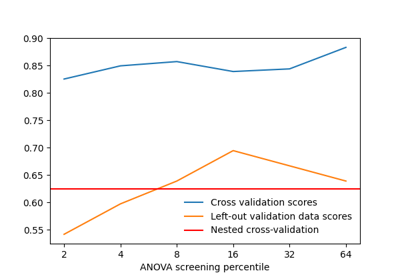 0.90
0.85
0.80
0.75
0.70
0.65
0.60
0.55
Cross validation scores
Left-out validation data scores
Nested cross-validation
2 4 8 16 32 64
ANOVA screening percentile